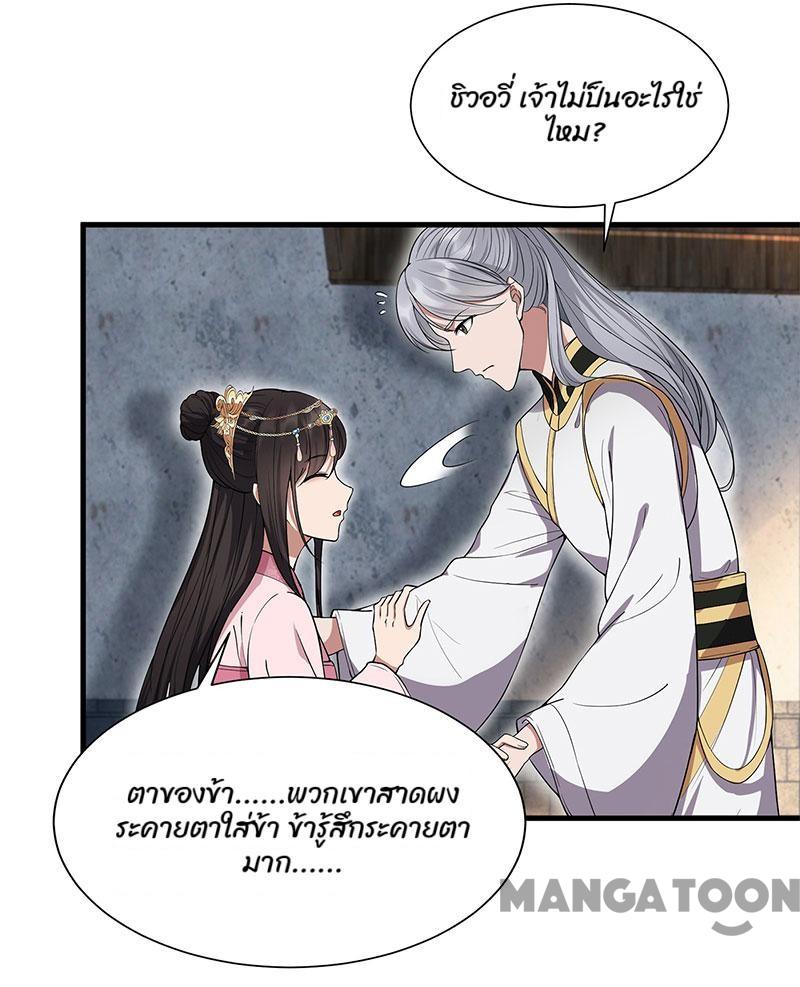 ชิวอวี่ เจ้าไม่ป็นอะไรใช่
ไหม?
ตาของข้า......พวกเขาสาดผง
ระคายตาใส่ข้า ข้ารู้สึกระคายตา
มาก......
MANGATOON